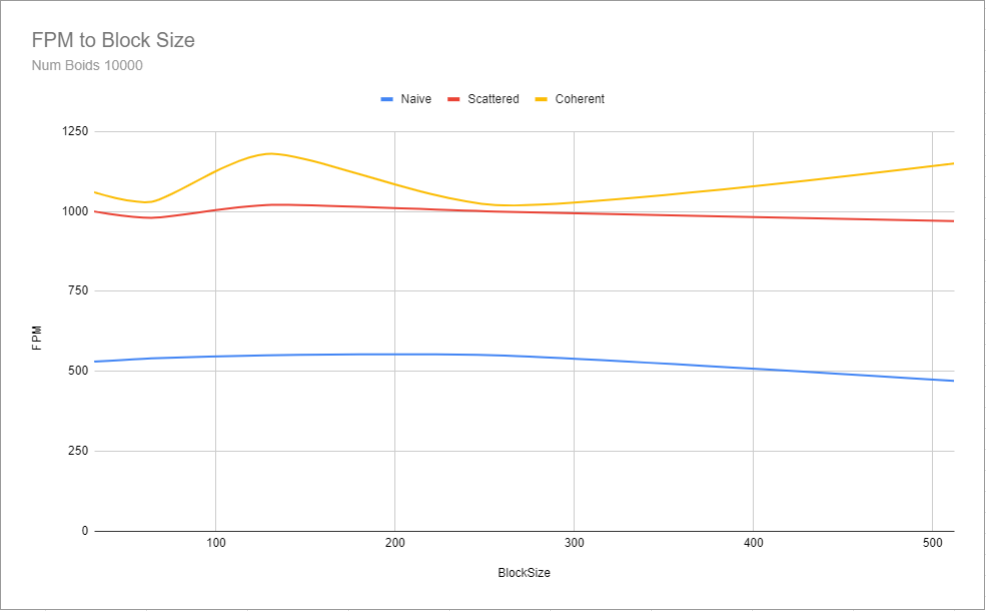 FPM to Block Size
Num Boids 10000
Naive Scattered Coherent
1250
1000
750
500
250
0
FPM
100 200 300 400 500
BlockSize